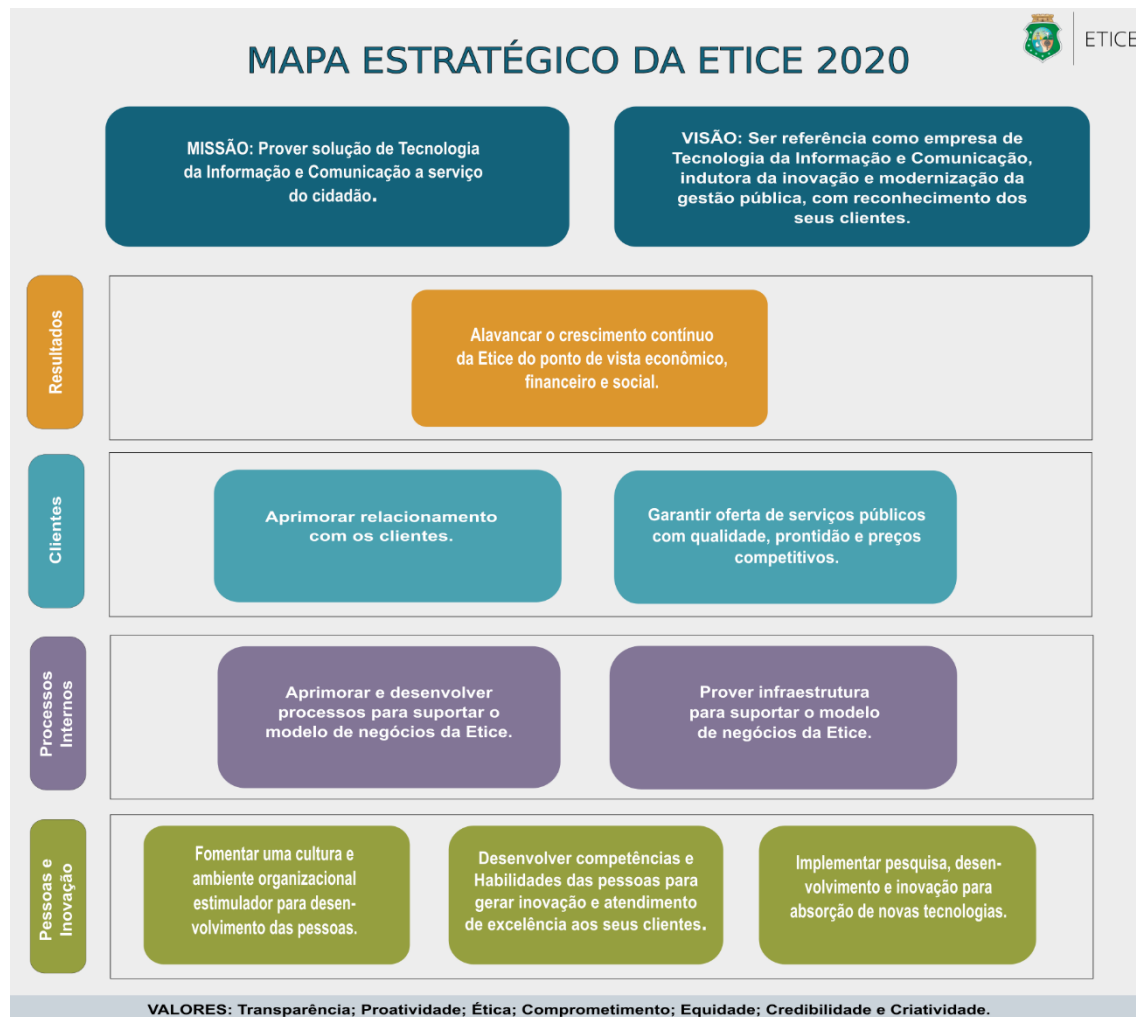 ETICE
MAPA ESTRATÉGICO DA ETICE 2020
MISSÃO: Prover solução de Tecnologia
da Informação e Comunicação a serviço
do cidadão.
VISÃO: Ser referência como empresa de
Tecnologia da Informação e Comunicação,
indutora da inovação e modernização da
gestão pública, com reconhecimento dos
seus clientes.
Resultados
Alavancar o crescimento contínuo
da Etice do ponto de vista econômico,
financeiro e social.
Clientes
Aprimorar relacionamento
com os clientes.
Garantir oferta de serviços públicos
com qualidade, prontidão e preços
competitivos.
Processos
Internos
Aprimorar e desenvolver
processos para suportar o
modelo de negócios da Etice.
Prover infraestrutura
para suportar o modelo
de negócios da Etice.
Pessoas e
Inovação
Fomentar uma cultura e
ambiente organizacional
estimulador para desen-
volvimento das pessoas.
Desenvolver competências e
Habilidades das pessoas para
gerar inovação e atendimento
de excelência aos seus clientes.
Implementar pesquisa, desen-
volvimento e inovação para
absorção de novas tecnologias.
VALORES: Transparência; Proatividade; Ética; Comprometimento; Equidade; Credibilidade e Criatividade.